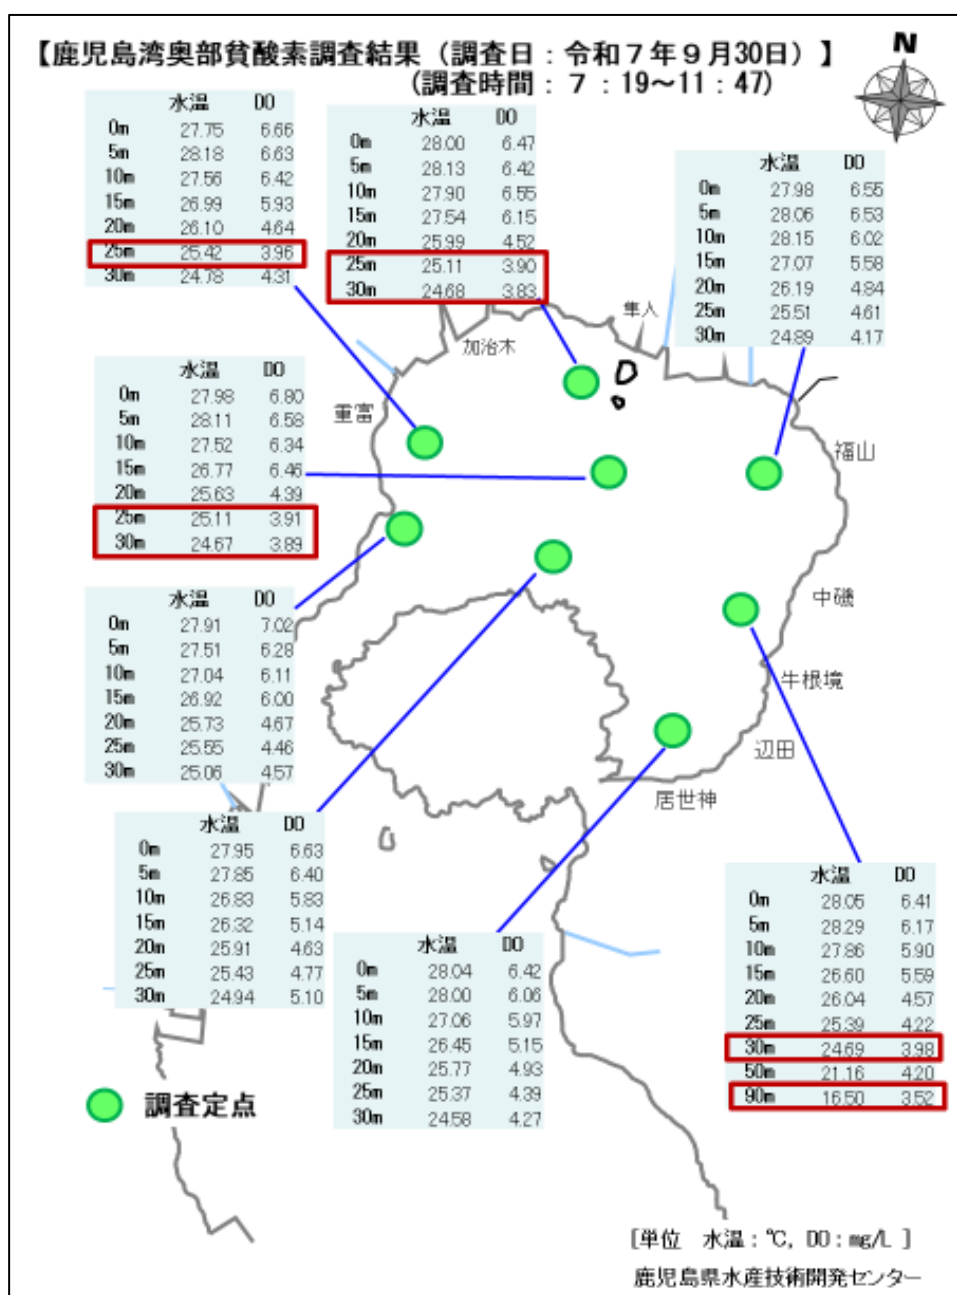 【鹿児島湾奥部貧酸素調査結果（調査日：令和７年９月30日）】
(調査時間：７：19～11：47)
N
水温 DO
0m 27.75 6.66
5m 28.18 6.63
10m 27.56 6.42
15m 26.99 5.93
20m 26.10 4.64
25m 25.42 3.96
30m 24.78 4.31
水温 DO
0m 28.00 6.47
5m 28.13 6.42
10m 27.90 6.55
15m 27.54 6.15
20m 25.99 4.52
25m 25.11 3.90
30m 24.68 3.83
水温 DO
0m 27.98 6.55
5m 28.06 6.53
10m 28.15 6.02
15m 27.07 5.58
20m 26.19 4.84
25m 25.51 4.61
30m 24.89 4.17
隼人
加治木
重富
福山
水温 DO
0m 27.98 6.80
5m 28.11 6.58
10m 27.52 6.34
15m 26.77 6.46
20m 25.63 4.39
25m 25.11 3.91
30m 24.67 3.89
中磯
牛根境
辺田
居世神
水温 DO
0m 27.91 7.02
5m 27.51 6.28
10m 27.04 6.11
15m 26.92 6.00
20m 25.73 4.67
25m 25.55 4.46
30m 25.06 4.57
水温 DO
0m 27.95 6.63
5m 27.85 6.40
10m 26.83 5.83
15m 26.32 5.14
20m 25.91 4.63
25m 25.43 4.77
30m 24.94 5.10
水温 DO
0m 28.04 6.42
5m 28.00 6.06
10m 27.06 5.97
15m 26.45 5.15
20m 25.77 4.93
25m 25.37 4.39
30m 24.58 4.27
水温 DO
0m 28.05 6.41
5m 28.29 6.17
10m 27.86 5.90
15m 26.60 5.59
20m 26.04 4.57
25m 25.39 4.22
30m 24.69 3.98
50m 21.16 4.20
90m 16.50 3.52
調査定点
[単位 水温：℃, DO：mg/L ]
鹿児島県水産技術開発センター